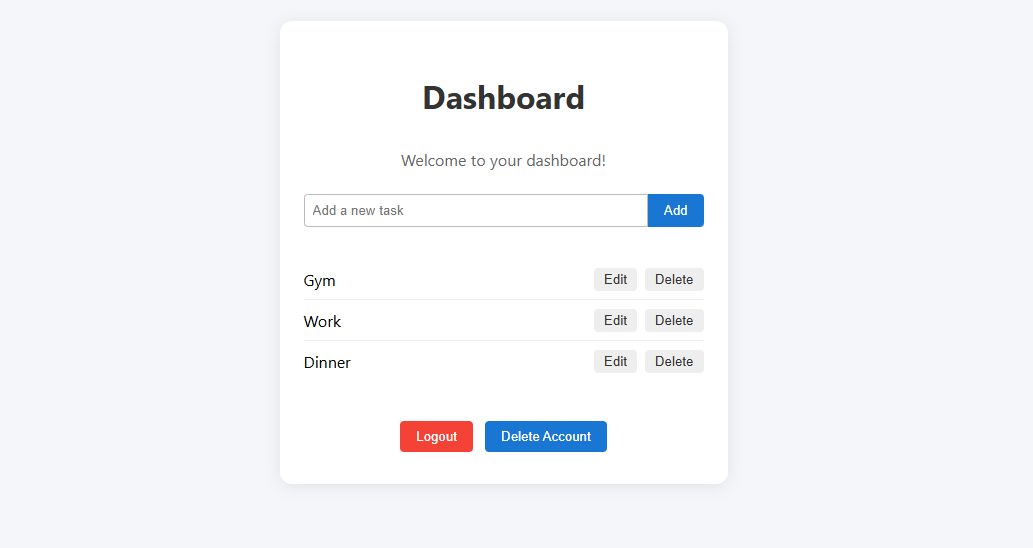 Dashboard
Welcome to your dashboard!
Add a new task Add
Gym Edit Delete
Work Edit Delete
Dinner Edit Delete
Logout Delete Account